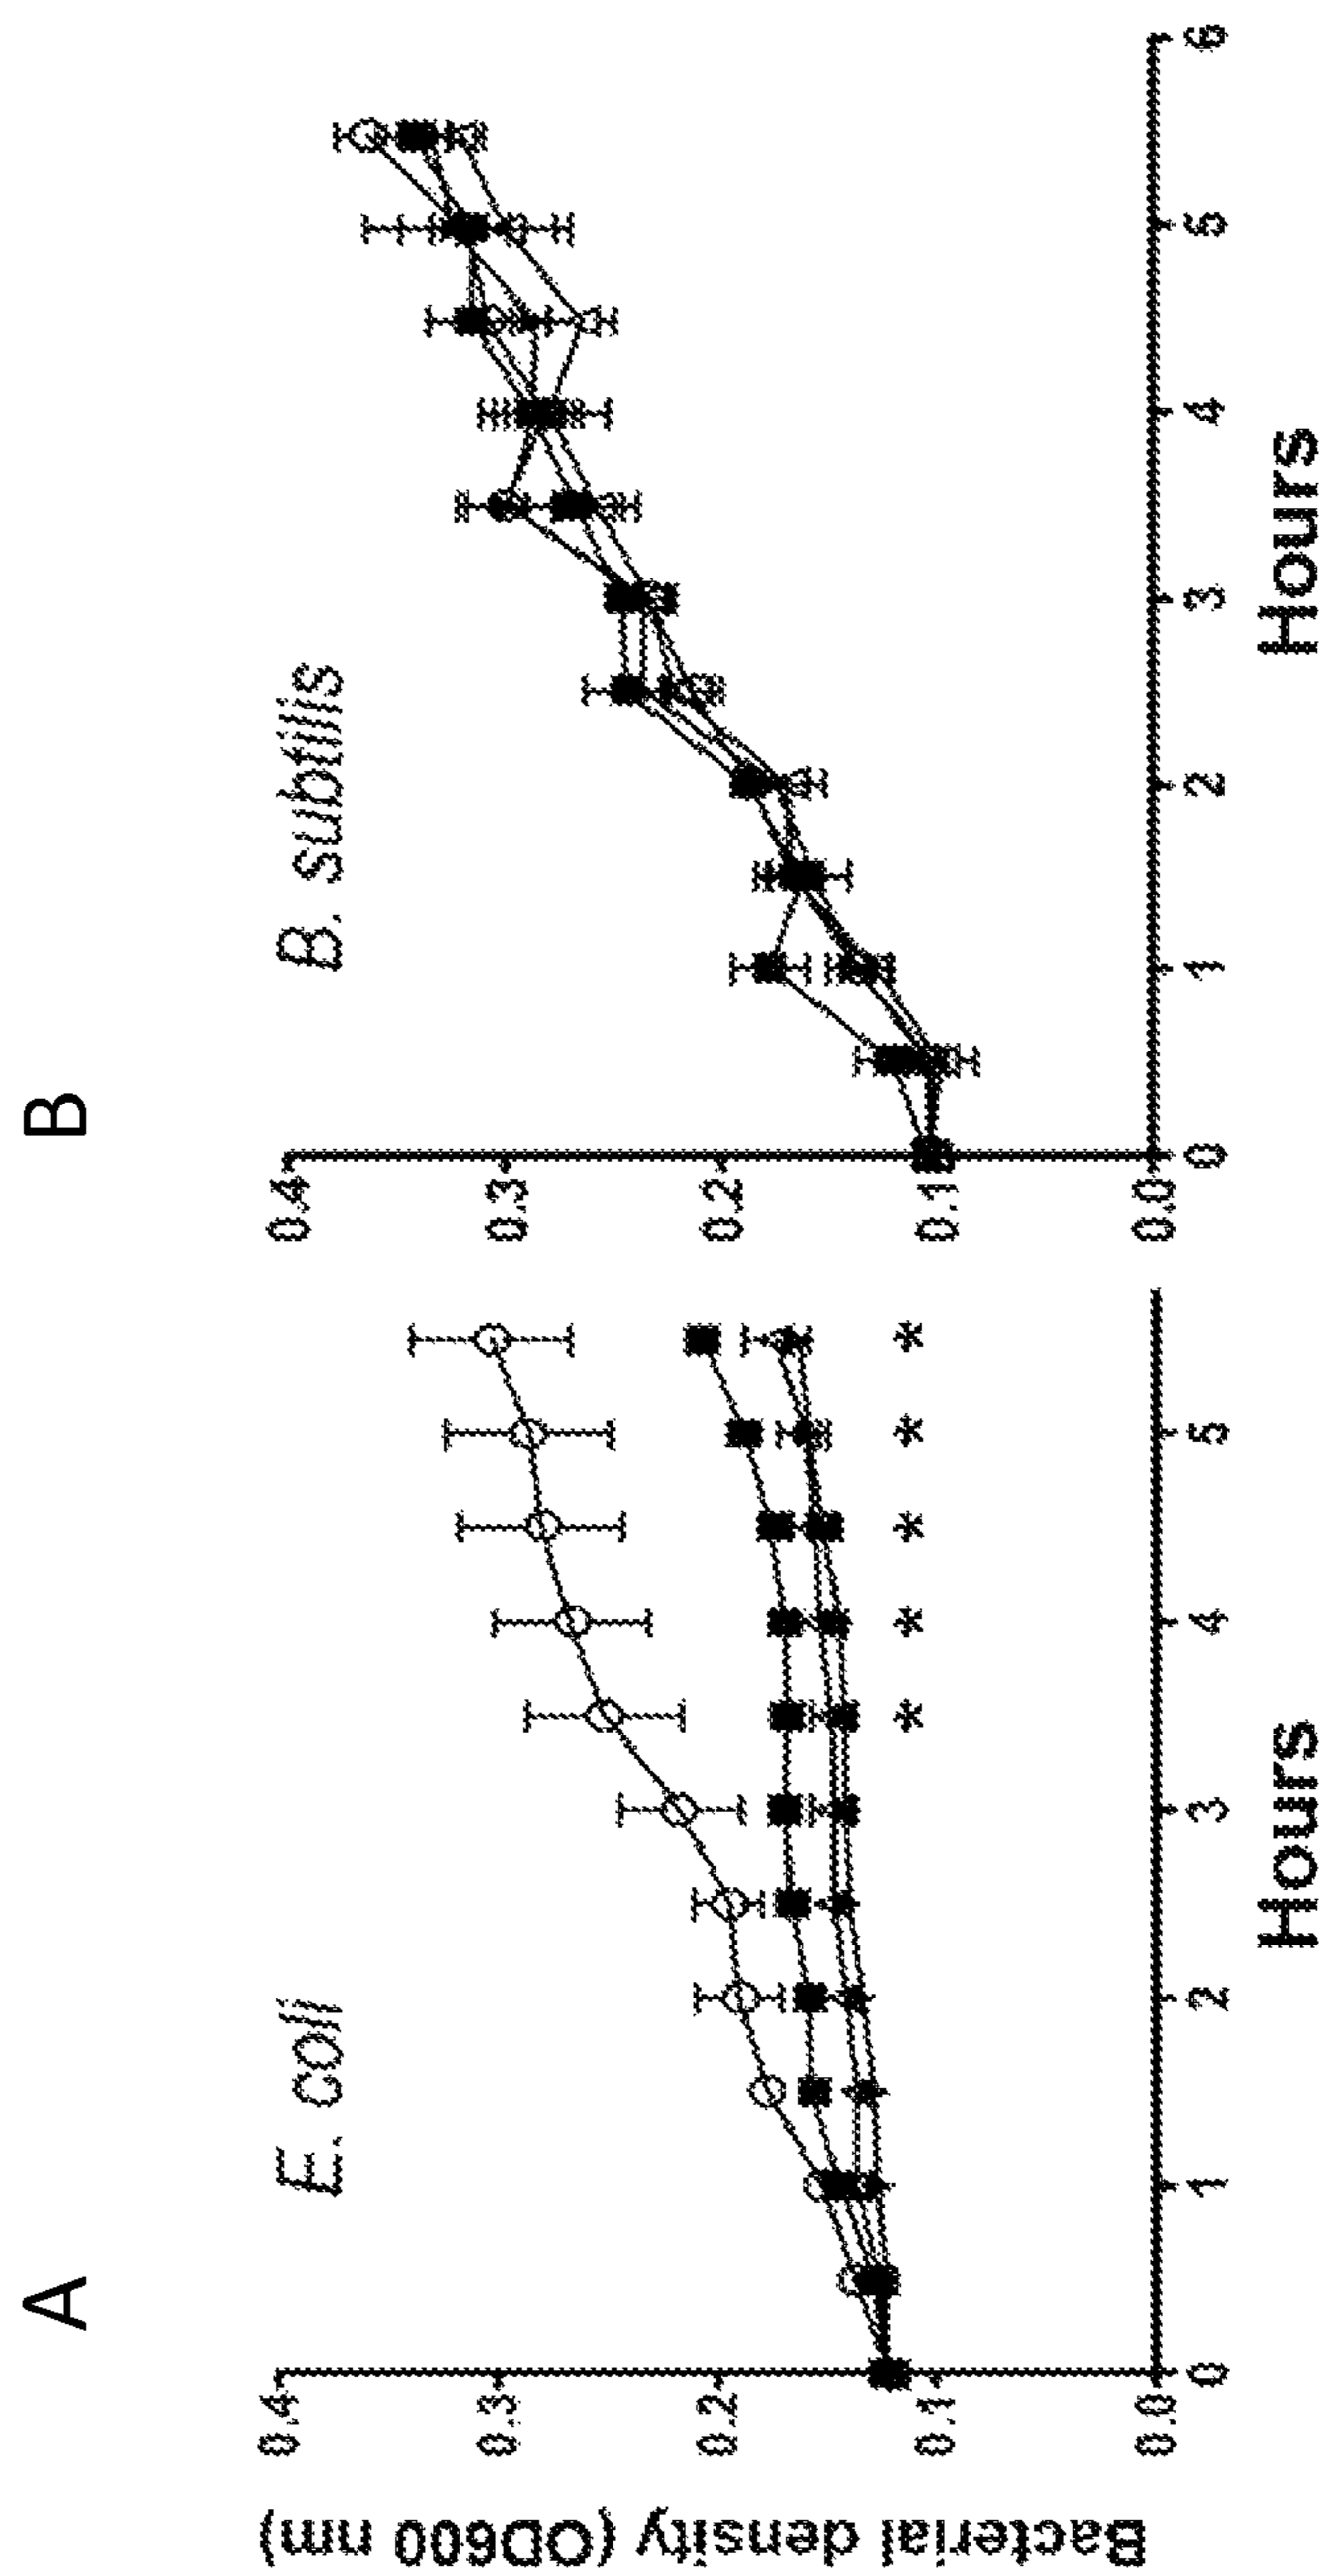 A
E. coli
Bacterial density (OD600 nm)
0.4
0.3
0.2
0.1
0.0
0 1 2 3 4 5
Hours
* * * * *
B
B. subtilis
0.4
0.3
0.2
0.1
0.0
0 1 2 3 4 5 6
Hours